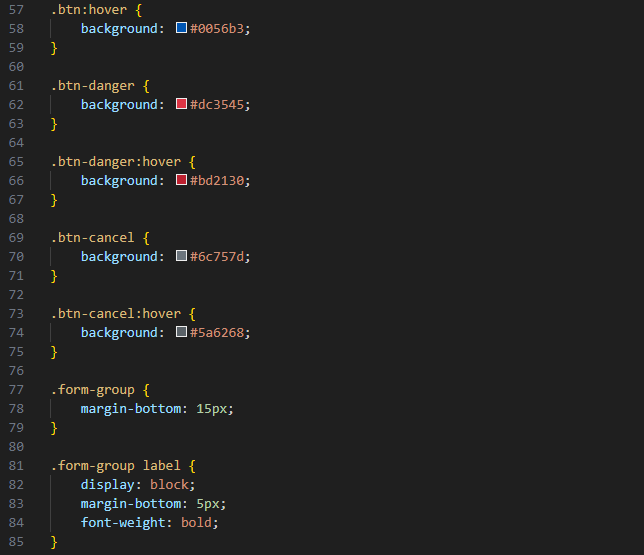 57 .btn:hover {
58     background: #0056b3;
59 }
60
61 .btn-danger {
62     background: #dc3545;
63 }
64
65 .btn-danger:hover {
66     background: #bd2130;
67 }
68
69 .btn-cancel {
70     background: #6c757d;
71 }
72
73 .btn-cancel:hover {
74     background: #5a6268;
75 }
76
77 .form-group {
78     margin-bottom: 15px;
79 }
80
81 .form-group label {
82     display: block;
83     margin-bottom: 5px;
84     font-weight: bold;
85 }